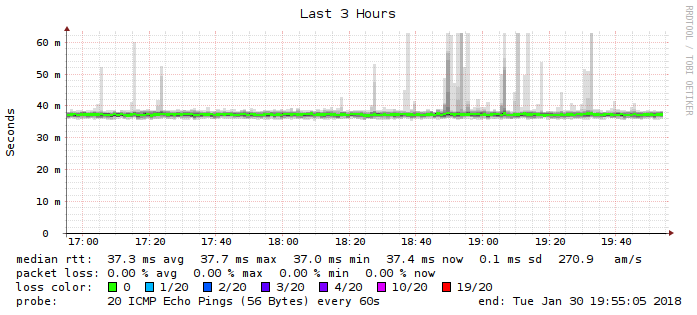 Last 3 Hours
RRDTOOL / TOBI OETIKER
Seconds
60 m
50 m
40 m
30 m
20 m
10 m
0
17:00 17:20 17:40 18:00 18:20 18:40 19:00 19:20 19:40
median rtt: 37.3 ms avg 37.7 ms max 37.0 ms min 37.4 ms now 0.1 ms sd 270.9 am/s
packet loss: 0.00 % avg 0.00 % max 0.00 % min 0.00 % now
loss color: 0 1/20 2/20 3/20 4/20 10/20 19/20
probe: 20 ICMP Echo Pings (56 Bytes) every 60s end: Tue Jan 30 19:55:05 2018